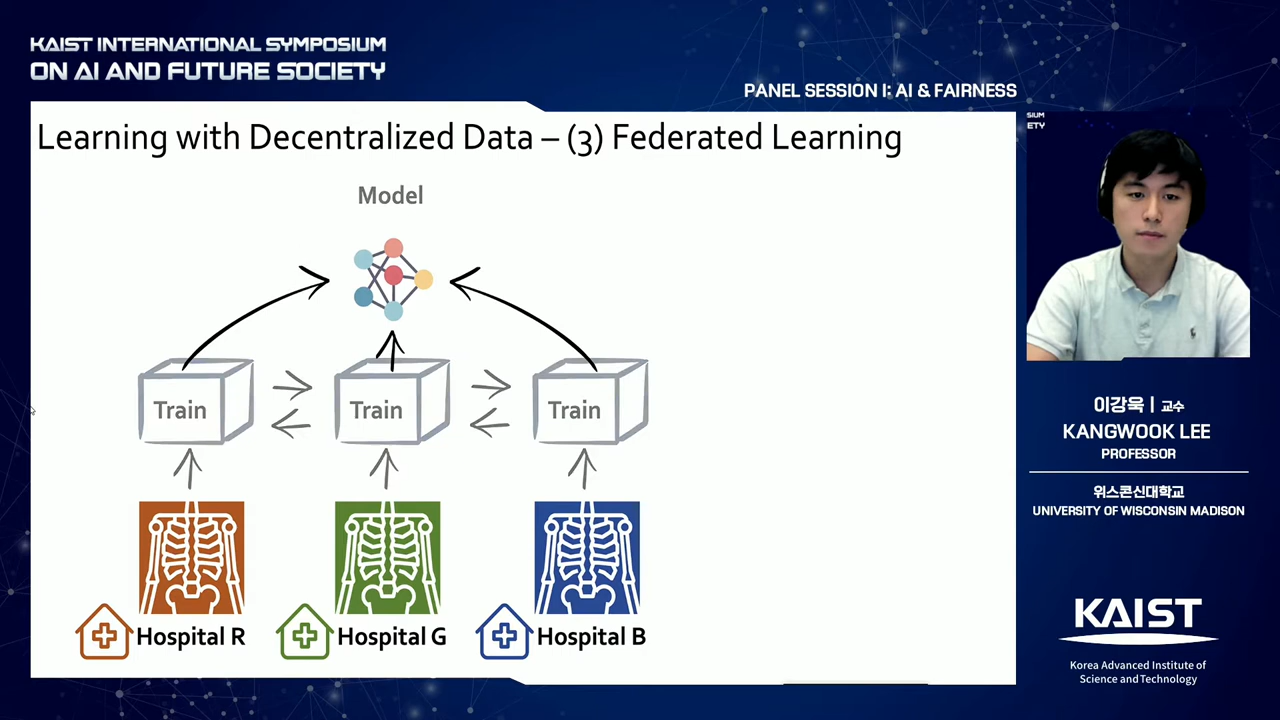 KAIST INTERNATIONAL SYMPOSIUM
ON AI AND FUTURE SOCIETY
PANEL SESSION I: AI & FAIRNESS
SIUM
ETY
Learning with Decentralized Data – (3) Federated Learning
Model
Train
Train
Train
Hospital R
Hospital G
Hospital B
이강욱 | 교수
KANGWOOK LEE
PROFESSOR
위스콘신대학교
UNIVERSITY OF WISCONSIN MADISON
KAIST
Korea Advanced Institute of
Science and Technology